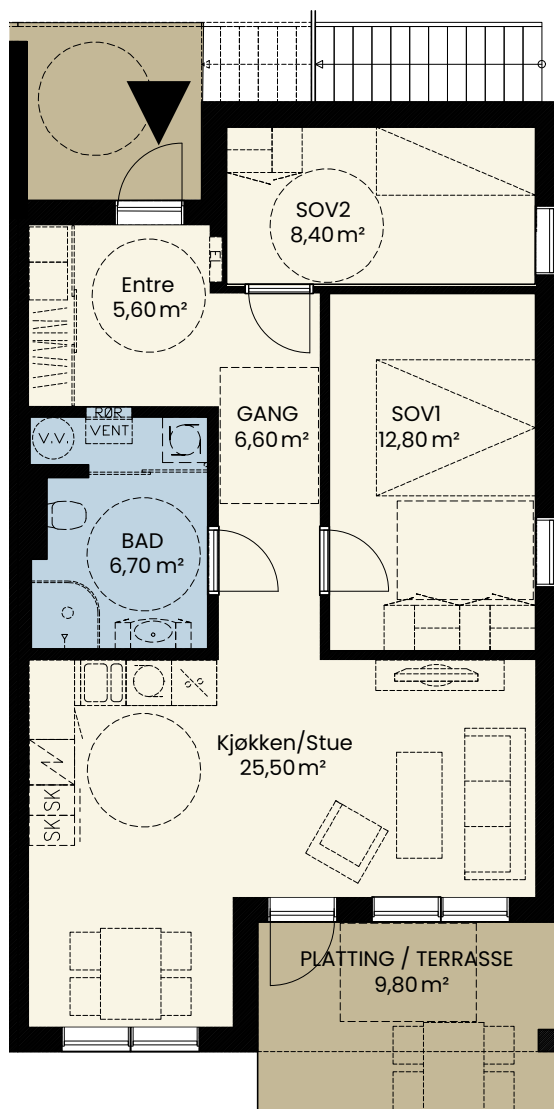 SOV2
8,40 m²
EL
Entre
5,60 m²
RØR
VENT
V.V.
GANG
6,60 m²
SOV1
12,80 m²
BAD
6,70 m²
Kjøkken/Stue
25,50 m²
SK
SK
PLATTING / TERRASSE
9,80 m²